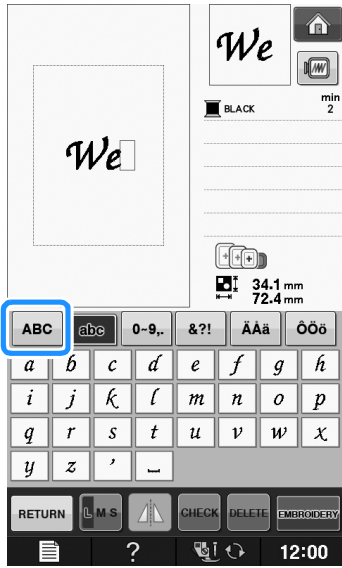 We
min
BLACK 2
We
34.1 mm
72.4 mm
ABC abc 0~9,. &?! ÄÅä ÔÖö
a b c d e f g h
i j k l m n o p
q r s t u v w x
y z ’ ⌴
RETURN L M S CHECK DELETE EMBROIDERY
? 12:00